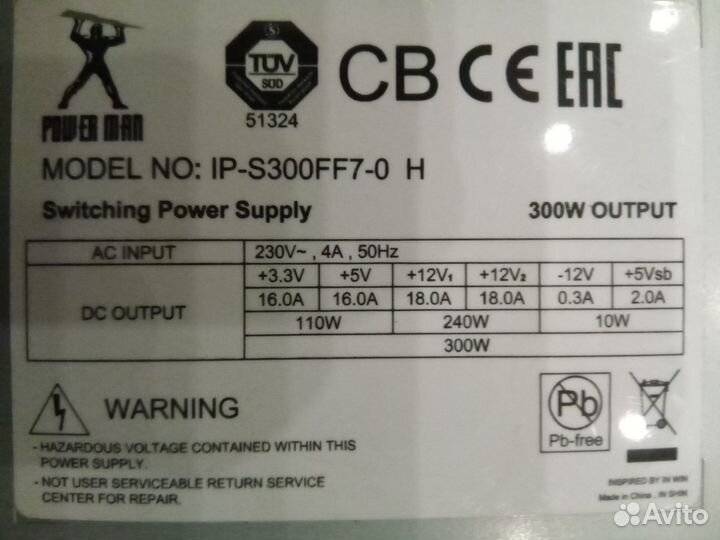 POWER MAN
TÜV
SÜD
51324
CB CE EAC
MODEL NO: IP-S300FF7-0 H
Switching Power Supply 300W OUTPUT
AC INPUT 230V~ , 4A , 50Hz
DC OUTPUT +3.3V +5V +12V1 +12V2 -12V +5Vsb
16.0A 16.0A 18.0A 18.0A 0.3A 2.0A
110W 240W 10W
300W
WARNING
- HAZARDOUS VOLTAGE CONTAINED WITHIN THIS
POWER SUPPLY.
- NOT USER SERVICEABLE RETURN SERVICE
CENTER FOR REPAIR.
Pb
Pb-free
INSPIRED BY IN WIN
Made in China , IN SHIN
Avito